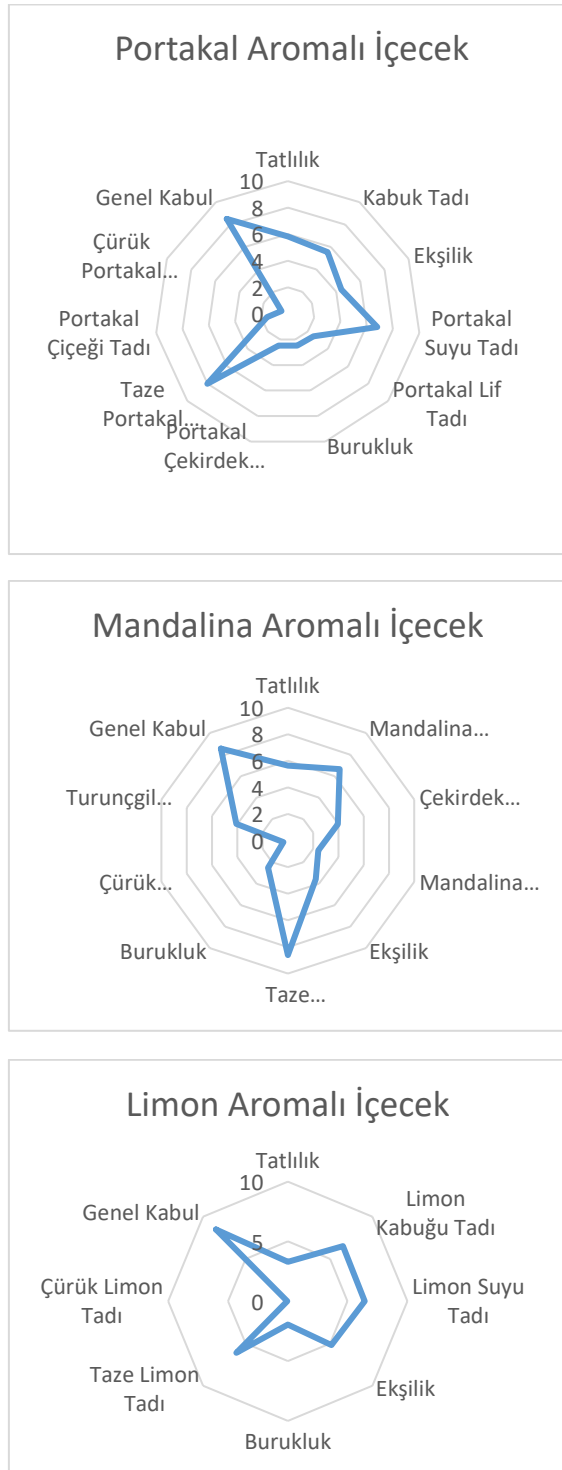 Portakal Aromalı İçecek
Tatlılık
Kabuk Tadı
Ekşilik
Portakal
Suyu Tadı
Portakal Lif
Tadı
Burukluk
Portakal
Çekirdek...
Taze
Portakal...
Portakal
Çiçeği Tadı
Çürük
Portakal...
Genel Kabul
10
8
6
4
2
0
Mandalina Aromalı İçecek
Tatlılık
Mandalina...
Çekirdek...
Mandalina...
Ekşilik
Taze...
Burukluk
Çürük...
Turunçgil...
Genel Kabul
10
8
6
4
2
0
Limon Aromalı İçecek
Tatlılık
Limon
Kabuğu Tadı
Limon Suyu
Tadı
Ekşilik
Burukluk
Taze Limon
Tadı
Çürük Limon
Tadı
Genel Kabul
10
5
0